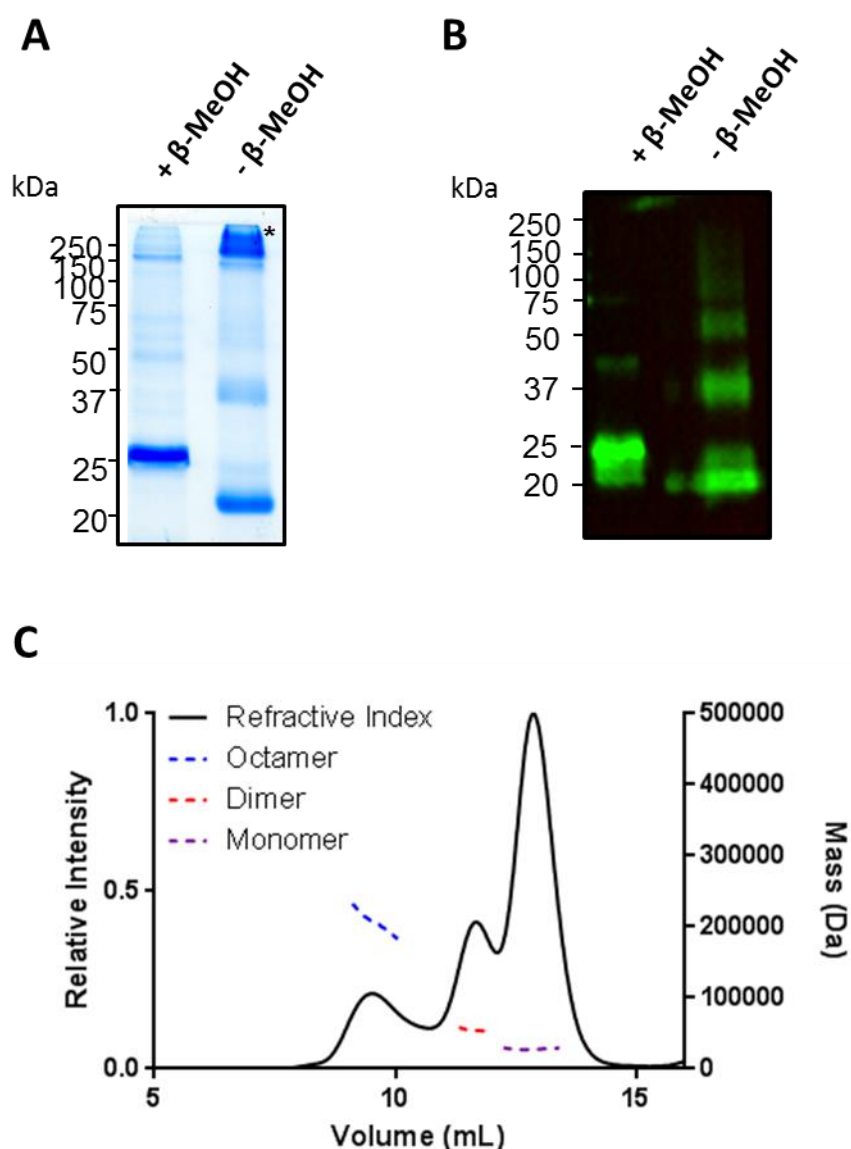 A
+ β-MeOH
- β-MeOH
kDa
250
150
100
75
50
37
25
20
*
B
+ β-MeOH
- β-MeOH
kDa
250
150
100
75
50
37
25
20
C
1.0
0.5
0.0
Relative Intensity
Refractive Index
Octamer
Dimer
Monomer
500000
400000
300000
200000
100000
0
Mass (Da)
5
10
15
Volume (mL)